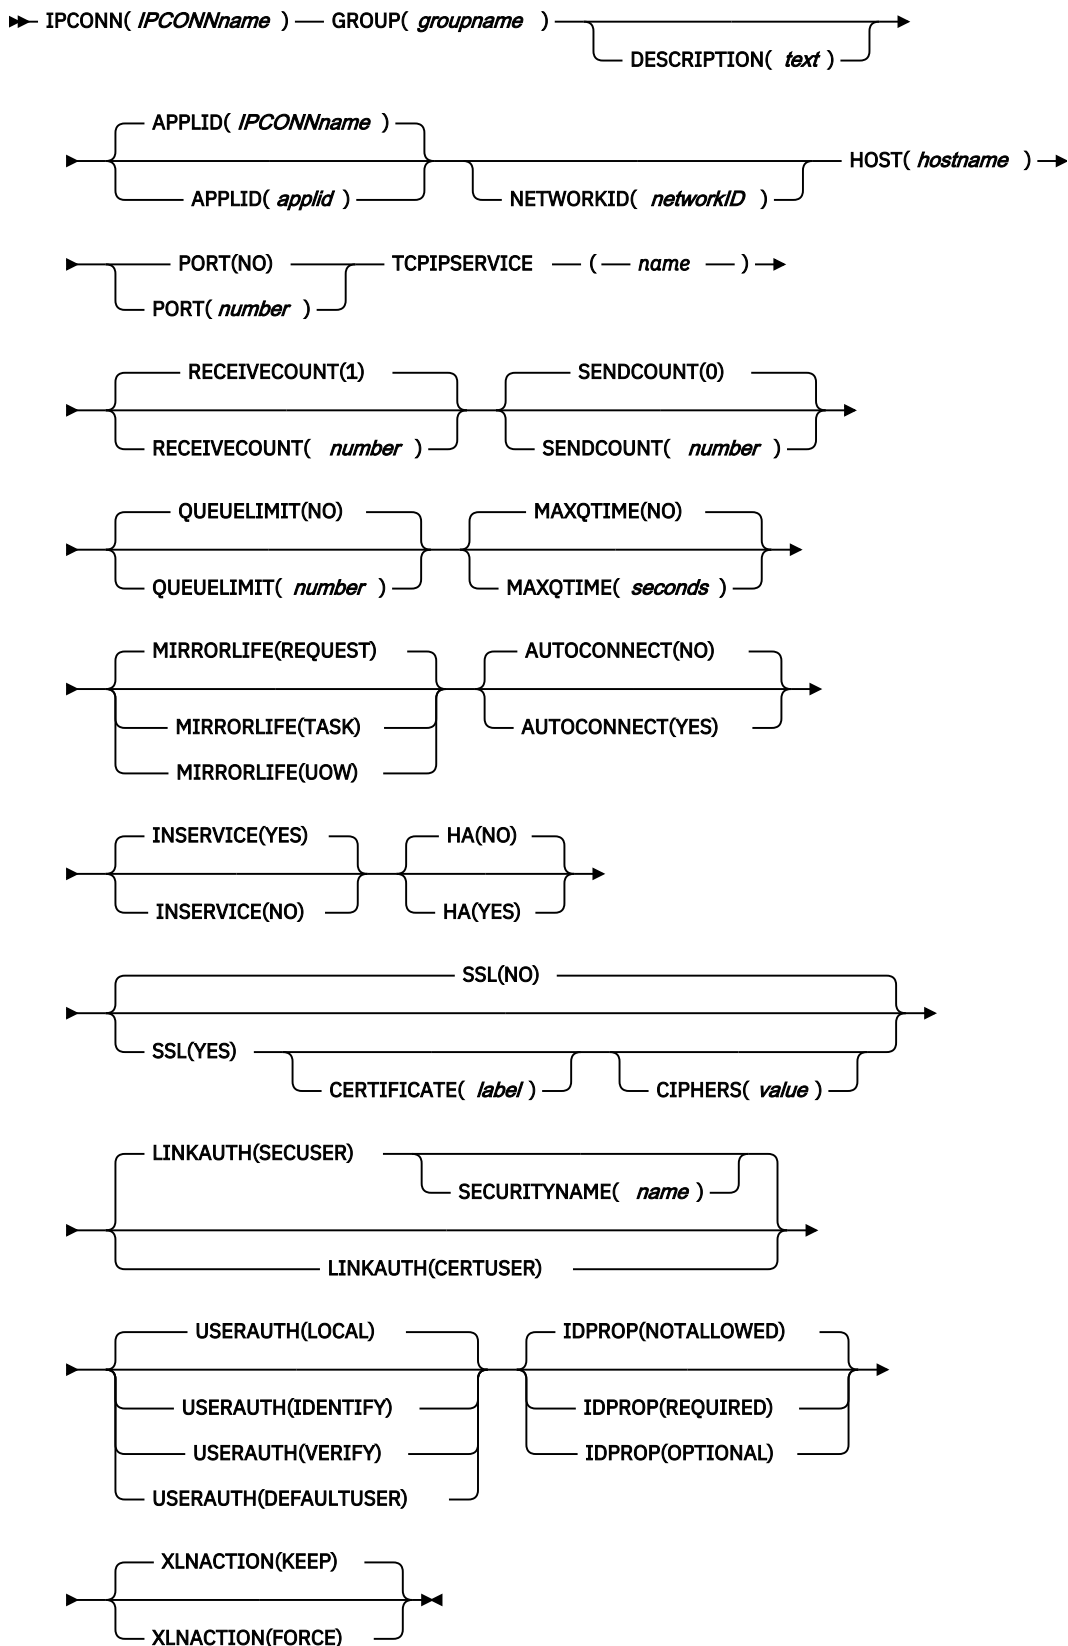 IPCONN( IPCONNname ) GROUP( groupname )
DESCRIPTION( text )
APPLID( IPCONNname )
HOST( hostname )
APPLID( applid ) NETWORKID( networkID )
PORT(NO) TCPIPSERVICE ( name )
PORT( number )
RECEIVECOUNT(1) SENDCOUNT(0)
RECEIVECOUNT( number ) SENDCOUNT( number )
QUEUELIMIT(NO) MAXQTIME(NO)
QUEUELIMIT( number ) MAXQTIME( seconds )
MIRRORLIFE(REQUEST) AUTOCONNECT(NO)
MIRRORLIFE(TASK) AUTOCONNECT(YES)
MIRRORLIFE(UOW)
INSERVICE(YES) HA(NO)
INSERVICE(NO) HA(YES)
SSL(NO)
SSL(YES)
CERTIFICATE( label ) CIPHERS( value )
LINKAUTH(SECUSER)
SECURITYNAME( name )
LINKAUTH(CERTUSER)
USERAUTH(LOCAL) IDPROP(NOTALLOWED)
USERAUTH(IDENTIFY) IDPROP(REQUIRED)
USERAUTH(VERIFY) IDPROP(OPTIONAL)
USERAUTH(DEFAULTUSER)
XLNACTION(KEEP)
XLNACTION(FORCE)